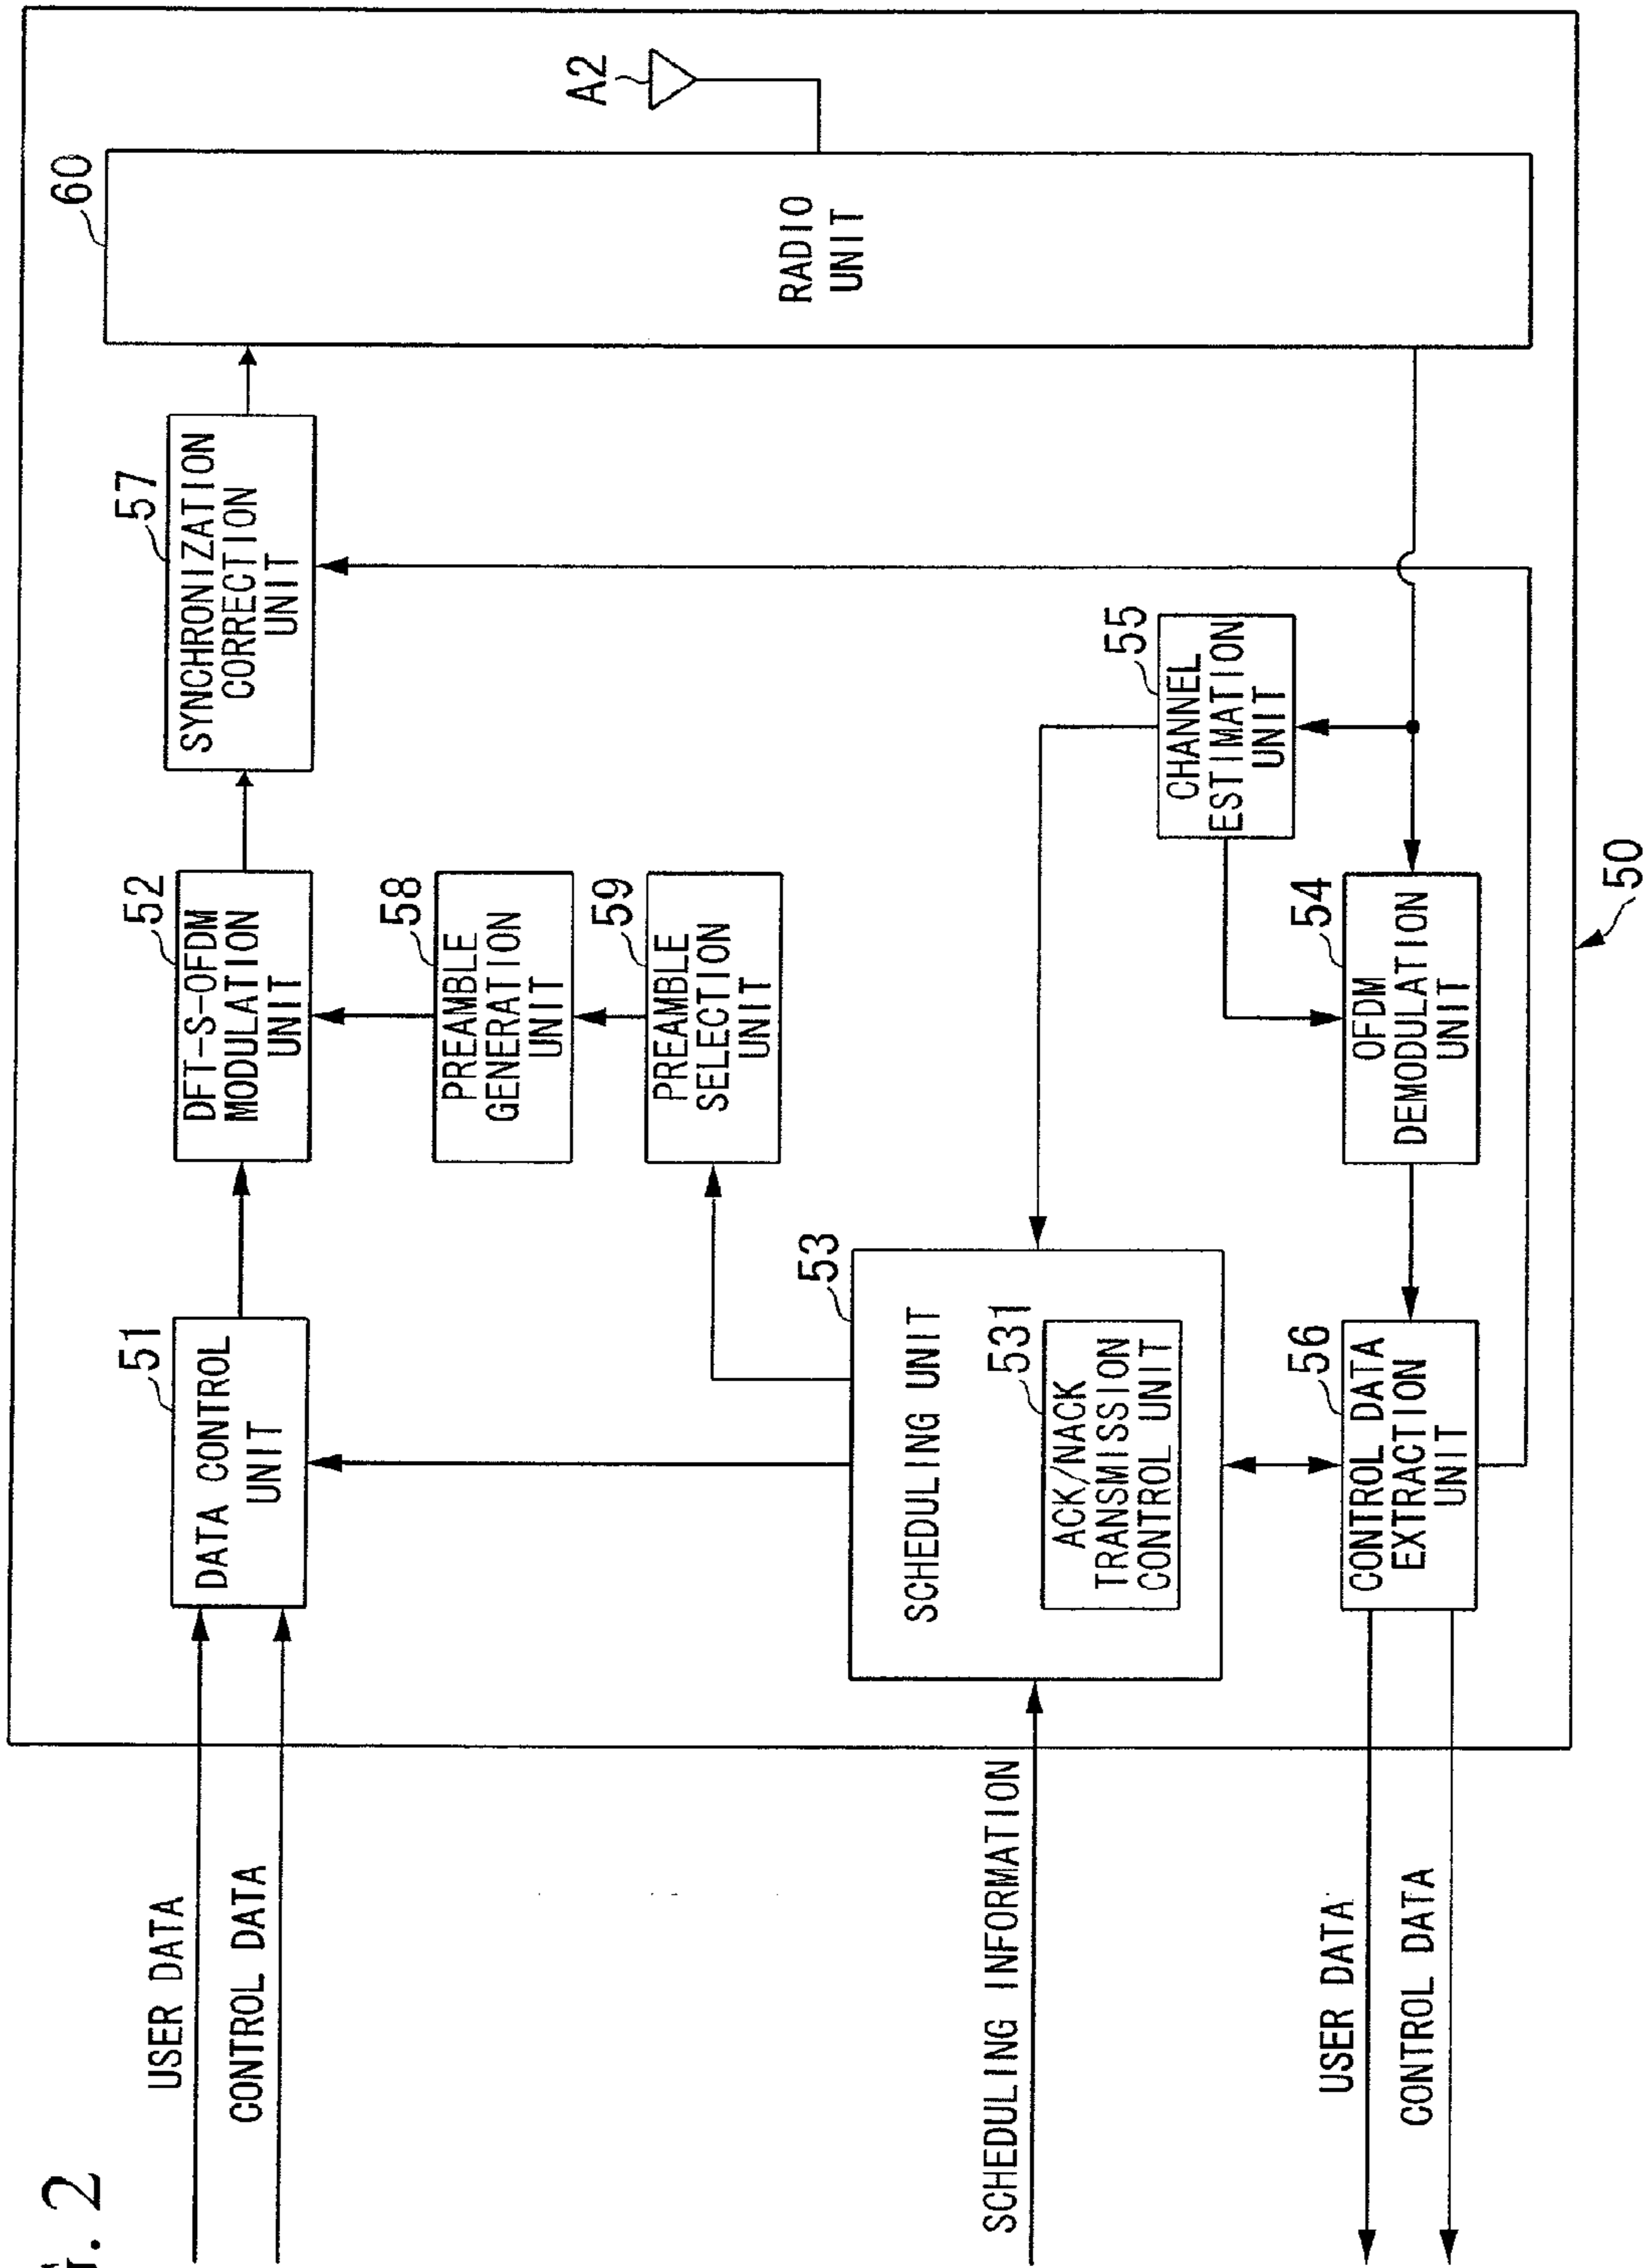 . 2
USER DATA
CONTROL DATA
51
DATA CONTROL
UNIT
52
DFT-S-OFDM
MODULATION
UNIT
57
SYNCHRONIZATION
CORRECTION
UNIT
60
RADIO
UNIT
A2
58
PREAMBLE
GENERATION
UNIT
59
PREAMBLE
SELECTION
UNIT
SCHEDULING INFORMATION
53
SCHEDULING UNIT
531
ACK/NACK
TRANSMISSION
CONTROL UNIT
55
CHANNEL
ESTIMATION
UNIT
54
OFDM
DEMODULATION
UNIT
56
CONTROL DATA
EXTRACTION
UNIT
USER DATA
CONTROL DATA
50